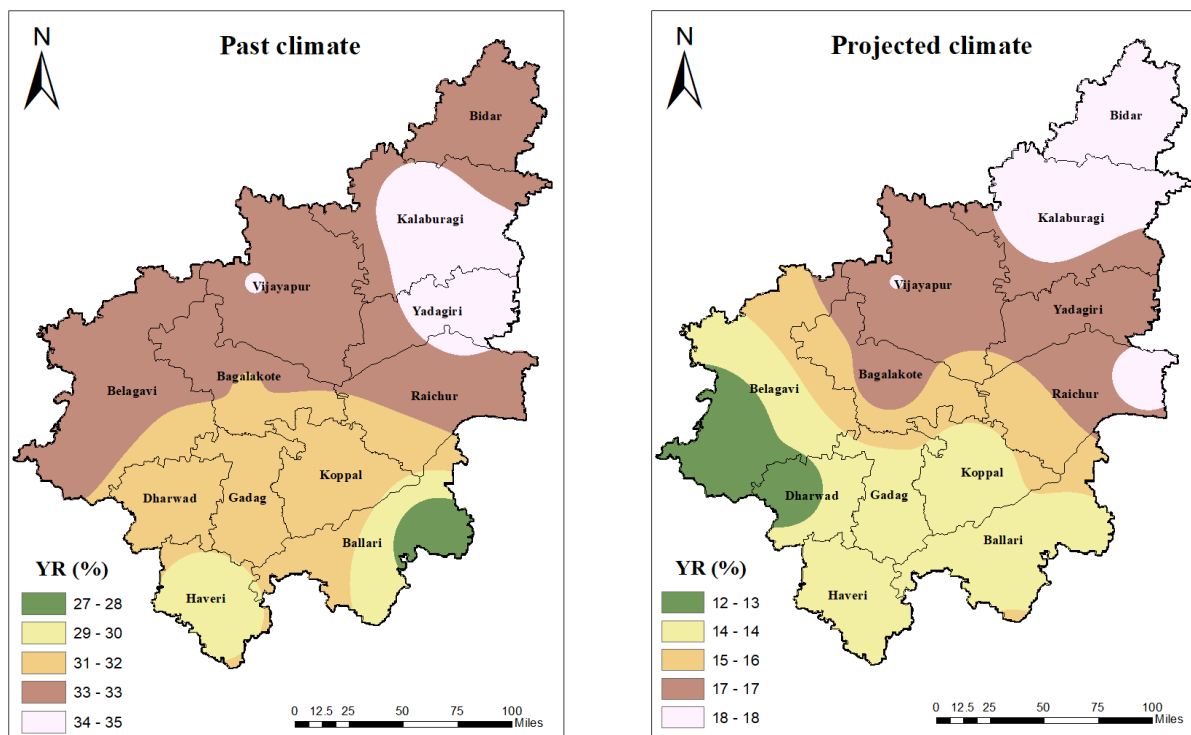 N
Past climate
Bidar
Kalaburagi
Vijayapur
Yadagiri
Belagavi
Bagalakote
Raichur
Koppal
Dharwad
Gadag
Ballari
Haveri
YR (%)
27 - 28
29 - 30
31 - 32
33 - 33
34 - 35
0 12.5 25 50 75 100
Miles
N
Projected climate
Bidar
Kalaburagi
Vijayapur
Yadagiri
Bagalakote
Belagavi
Raichur
Koppal
Dharwad
Gadag
Ballari
Haveri
YR (%)
12 - 13
14 - 14
15 - 16
17 - 17
18 - 18
0 12.5 25 50 75 100
Miles